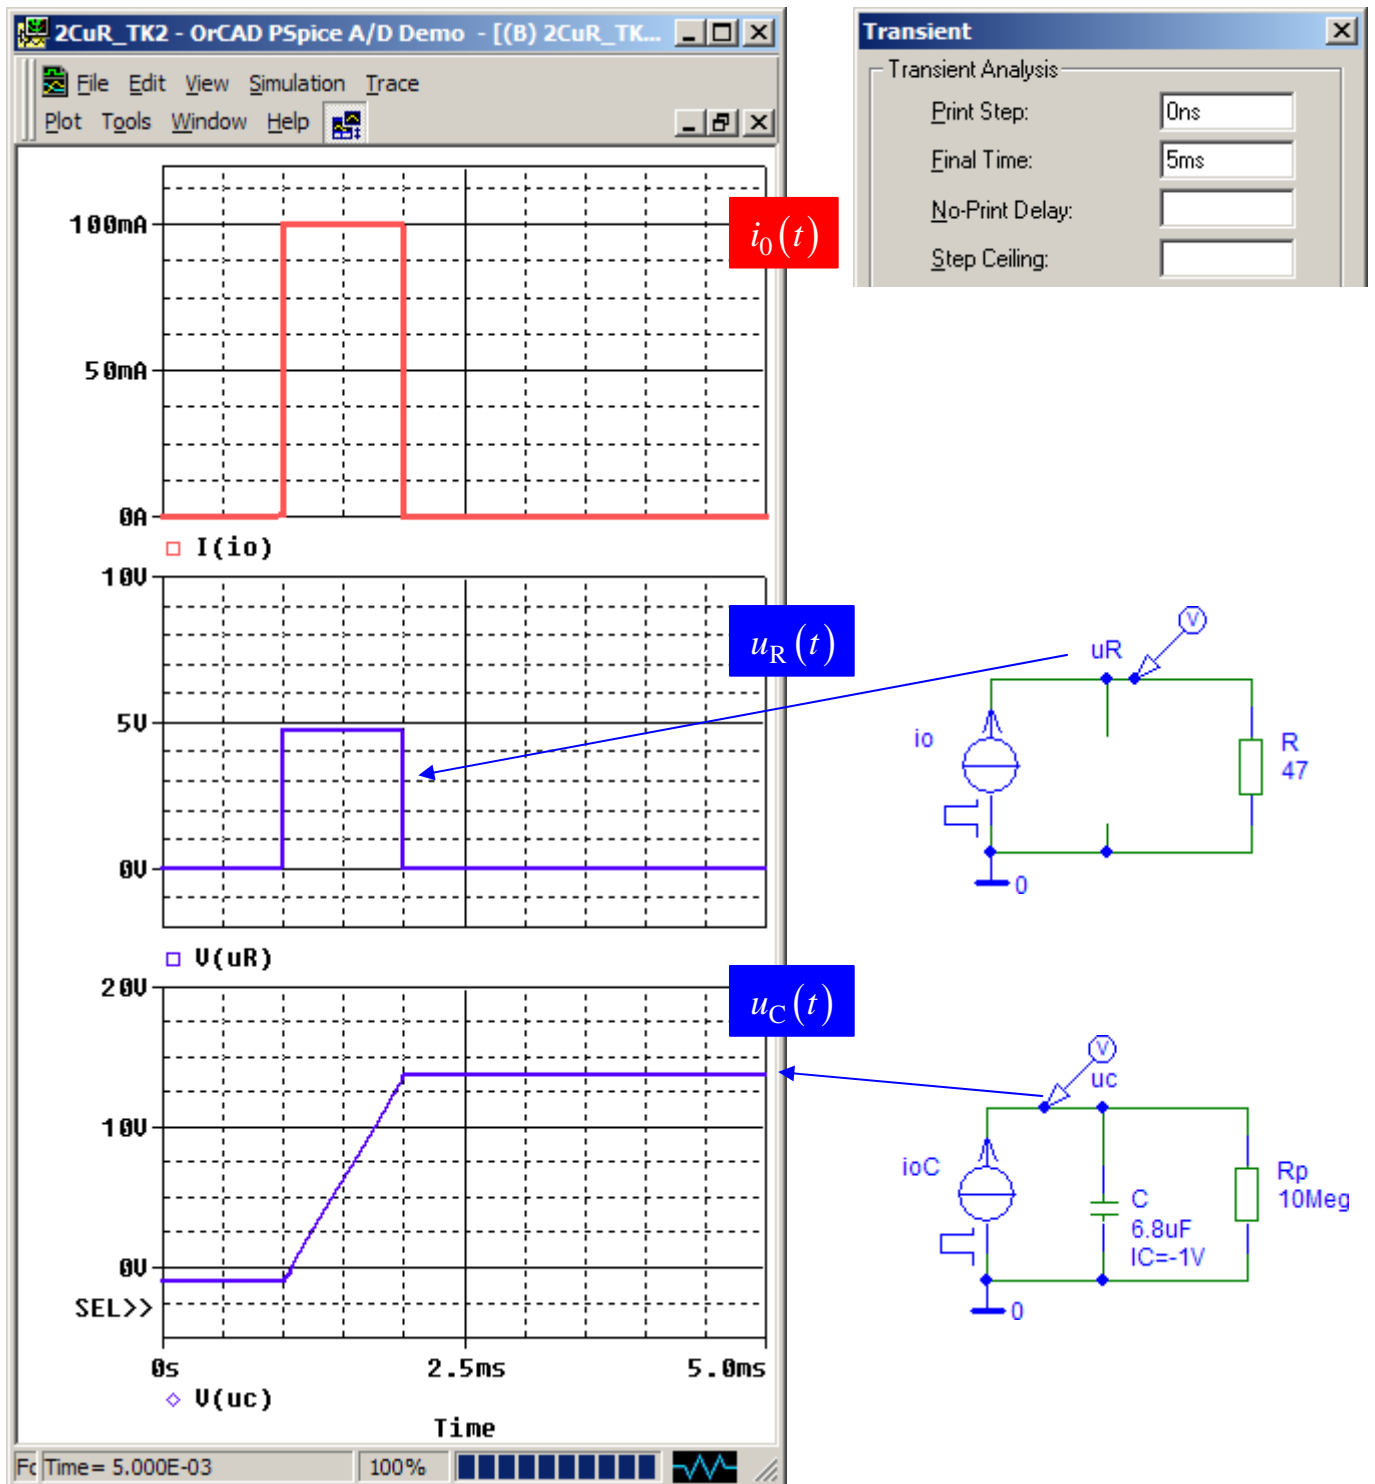 2CuR_TK2 - OrCAD PSpice A/D Demo - [(B) 2CuR_TK...
File Edit View Simulation Trace
Plot Tools Window Help
100mA
50mA
0A
I(io)
i0(t)
10V
5V
0V
V(uR)
uR(t)
20V
10V
0V
SEL>>
0s 2.5ms 5.0ms
V(uc)
Time
uC(t)
Time= 5.000E-03 100%
Transient
Transient Analysis
Print Step: 0ns
Final Time: 5ms
No-Print Delay:
Step Ceiling:
V
uR
io
R
47
0
V
uc
ioC
C
6.8uF
IC=-1V
Rp
10Meg
0